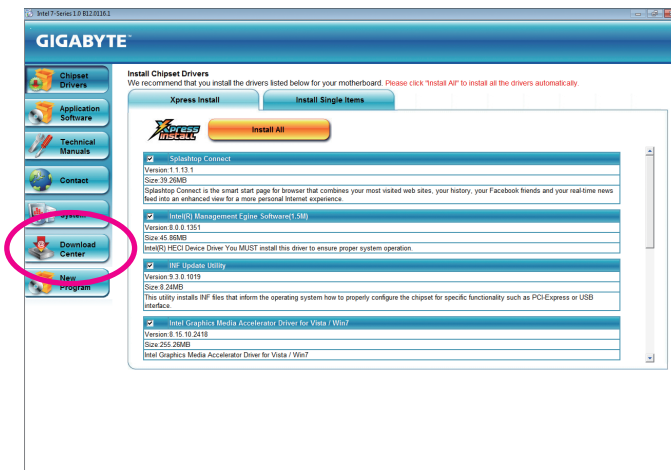 Intel 7-Series 1.0 B12.0116.1
GIGABYTE™
Chipset
Drivers
Application
Software
Technical
Manuals
Contact
System
Download
Center
New
Program
Install Chipset Drivers
We recommend that you install the drivers listed below for your motherboard. Please click "Install All" to install all the drivers automatically.
Xpress Install
Install Single Items
Xpress
Install
Install All
Splashtop Connect
Version:1.1.13.1
Size:39.26MB
Splashtop Connect is the smart start page for browser that combines your most visited web sites, your history, your Facebook friends and your real-time news
feed into an enhanced view for a more personal Internet experience.
Intel(R) Management Egine Software(1.5M)
Version:8.0.0.1351
Size:45.86MB
Intel(R) HECI Device Driver You MUST install this driver to ensure proper system operation.
INF Update Utility
Version:9.3.0.1019
Size:8.24MB
This utility installs INF files that inform the operating system how to properly configure the chipset for specific functionality such as PCI-Express or USB
interface.
Intel Graphics Media Accelerator Driver for Vista / Win7
Version:8.15.10.2418
Size:255.26MB
Intel Graphics Media Accelerator Driver for Vista / Win7